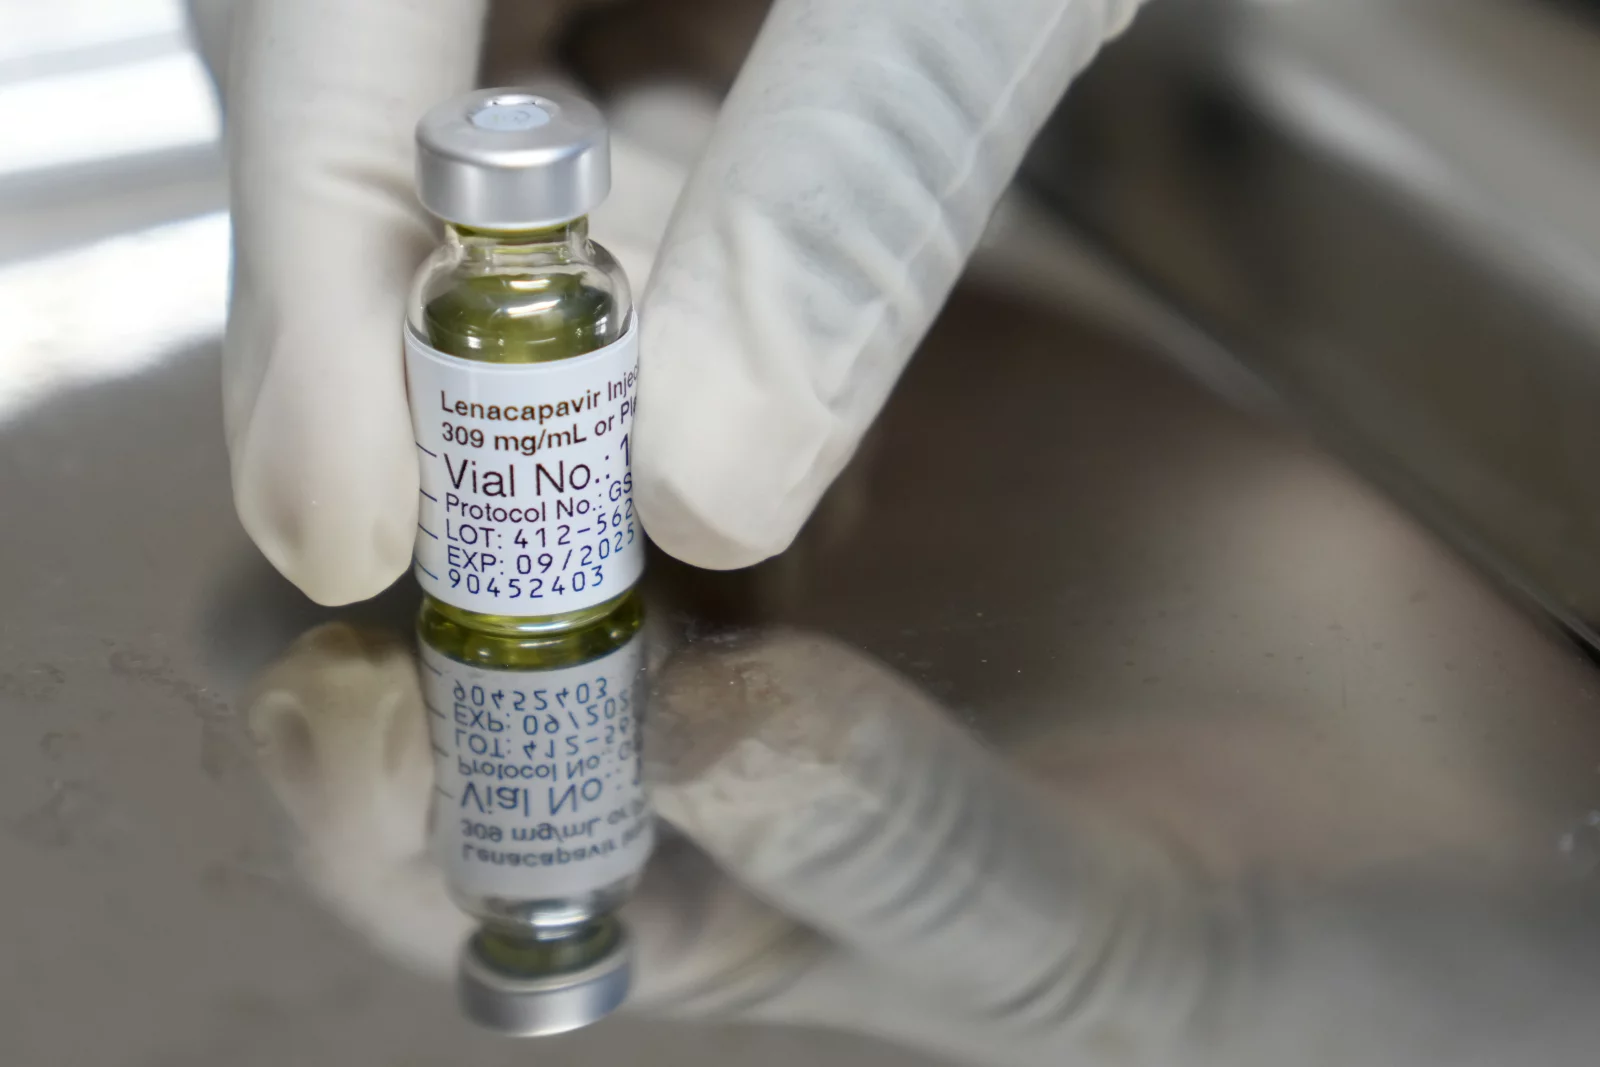 Lenacapavir Injec
309 mg/mL or Pl
Vial No.: 1
Protocol No.: GS
LOT: 412-562
EXP: 09/2025
90452403